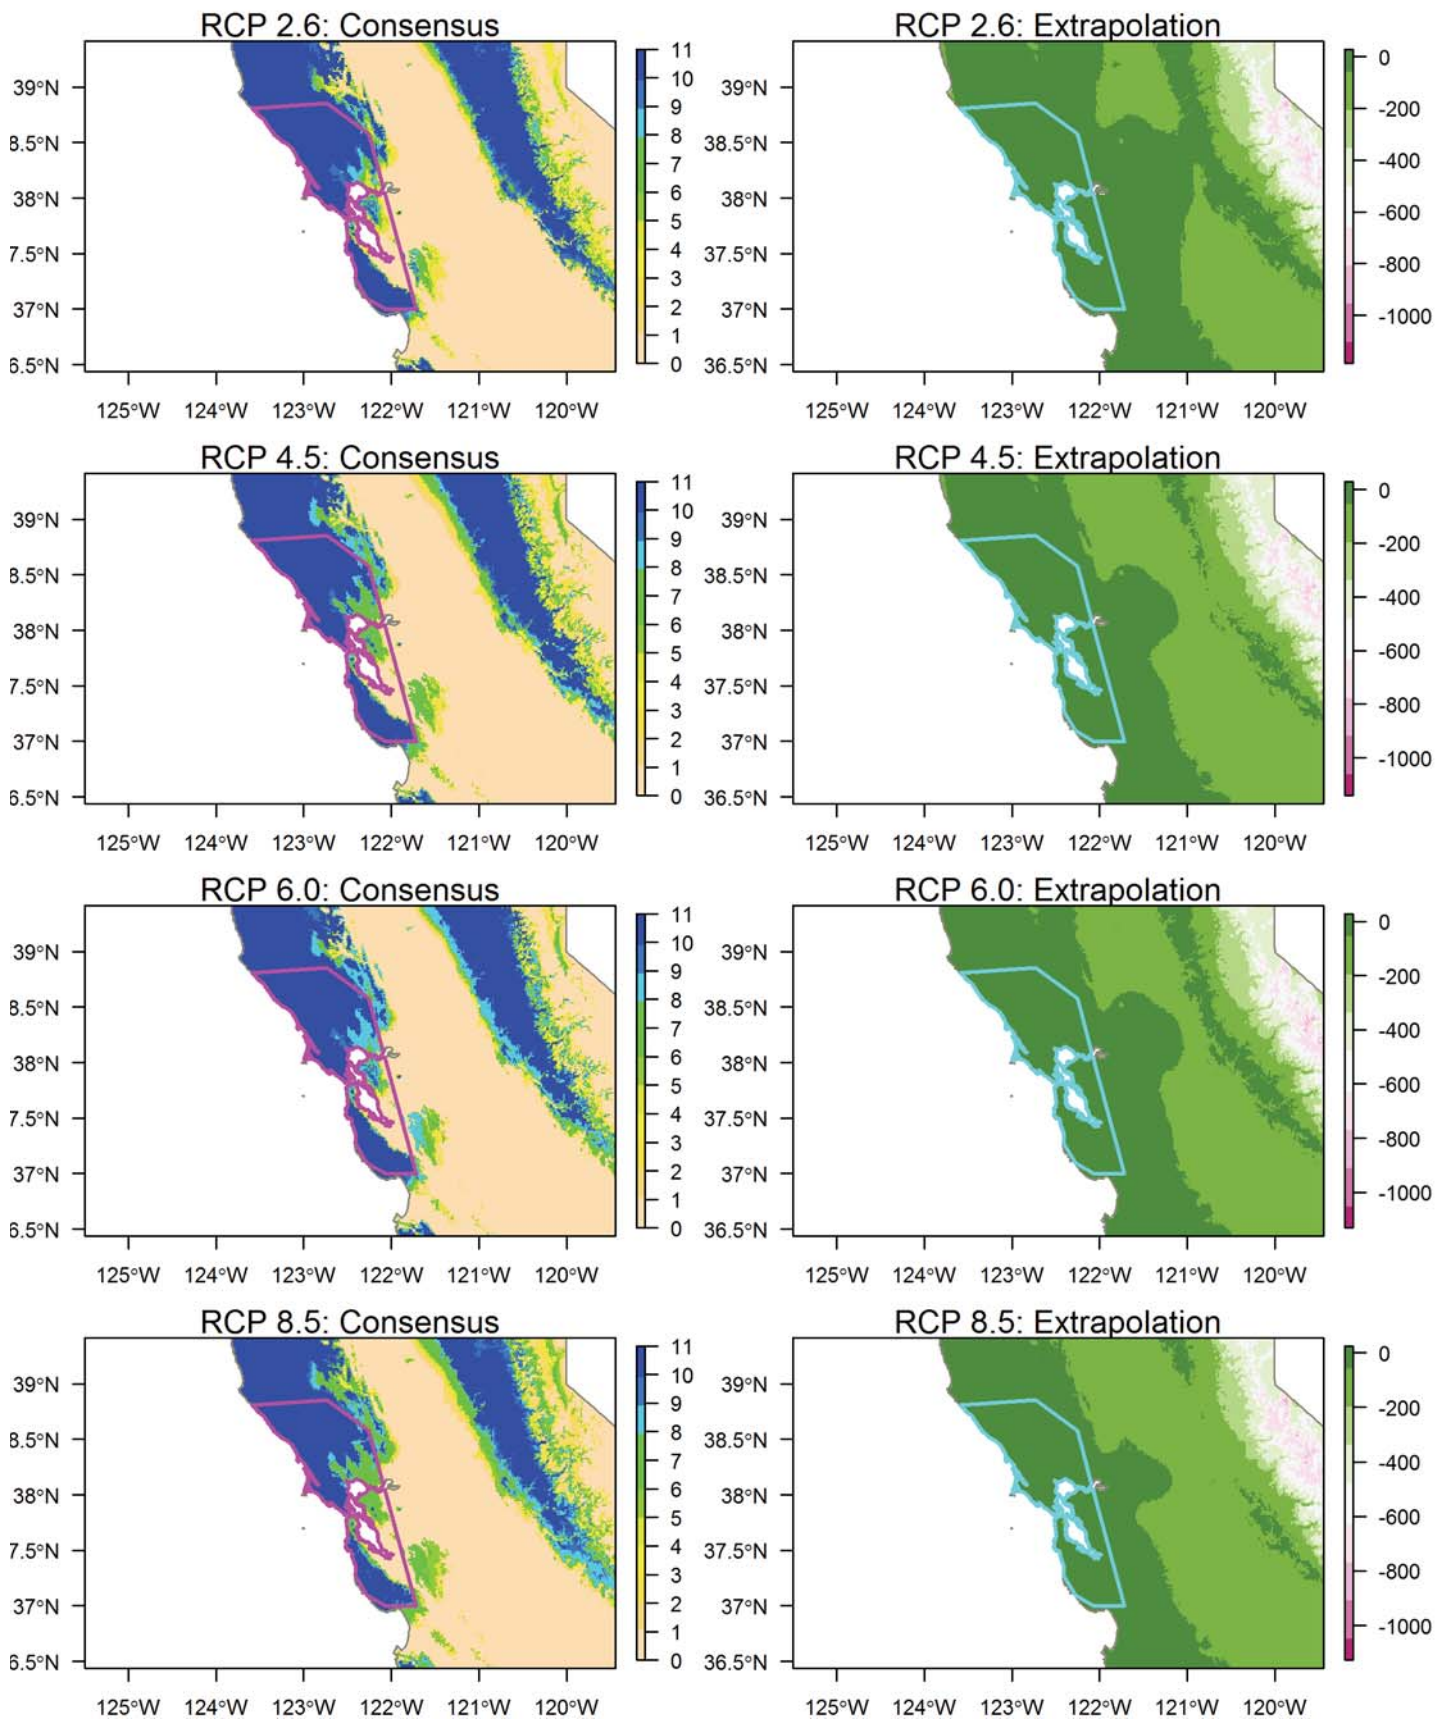 RCP 2.6: Consensus
39°N
8.5°N
38°N
7.5°N
37°N
6.5°N
125°W 124°W 123°W 122°W 121°W 120°W
11
10
9
8
7
6
5
4
3
2
1
0
RCP 2.6: Extrapolation
39°N
38.5°N
38°N
37.5°N
37°N
36.5°N
125°W 124°W 123°W 122°W 121°W 120°W
0
-200
-400
-600
-800
-1000
RCP 4.5: Consensus
39°N
8.5°N
38°N
7.5°N
37°N
6.5°N
125°W 124°W 123°W 122°W 121°W 120°W
11
10
9
8
7
6
5
4
3
2
1
0
RCP 4.5: Extrapolation
39°N
38.5°N
38°N
37.5°N
37°N
36.5°N
125°W 124°W 123°W 122°W 121°W 120°W
0
-200
-400
-600
-800
-1000
RCP 6.0: Consensus
39°N
8.5°N
38°N
7.5°N
37°N
6.5°N
125°W 124°W 123°W 122°W 121°W 120°W
11
10
9
8
7
6
5
4
3
2
1
0
RCP 6.0: Extrapolation
39°N
38.5°N
38°N
37.5°N
37°N
36.5°N
125°W 124°W 123°W 122°W 121°W 120°W
0
-200
-400
-600
-800
-1000
RCP 8.5: Consensus
39°N
8.5°N
38°N
7.5°N
37°N
6.5°N
125°W 124°W 123°W 122°W 121°W 120°W
11
10
9
8
7
6
5
4
3
2
1
0
RCP 8.5: Extrapolation
39°N
38.5°N
38°N
37.5°N
37°N
36.5°N
125°W 124°W 123°W 122°W 121°W 120°W
0
-200
-400
-600
-800
-1000